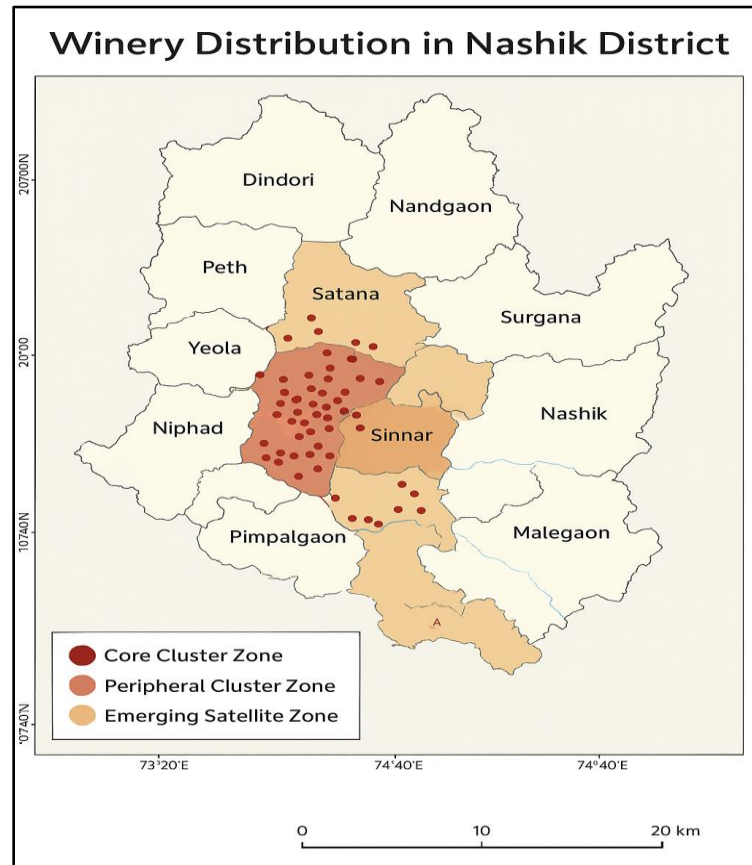 Winery Distribution in Nashik District
Dindori
Nandgaon
20700N
Peth
Satana
Surgana
20'00
Yeola
Niphad
Nashik
Sinnar
10740N
Pimpalgaon
Malegaon
A
Core Cluster Zone
Peripheral Cluster Zone
Emerging Satellite Zone
°0740'N
73°20'E
74'40'E
74°40'E
0 10 20 km